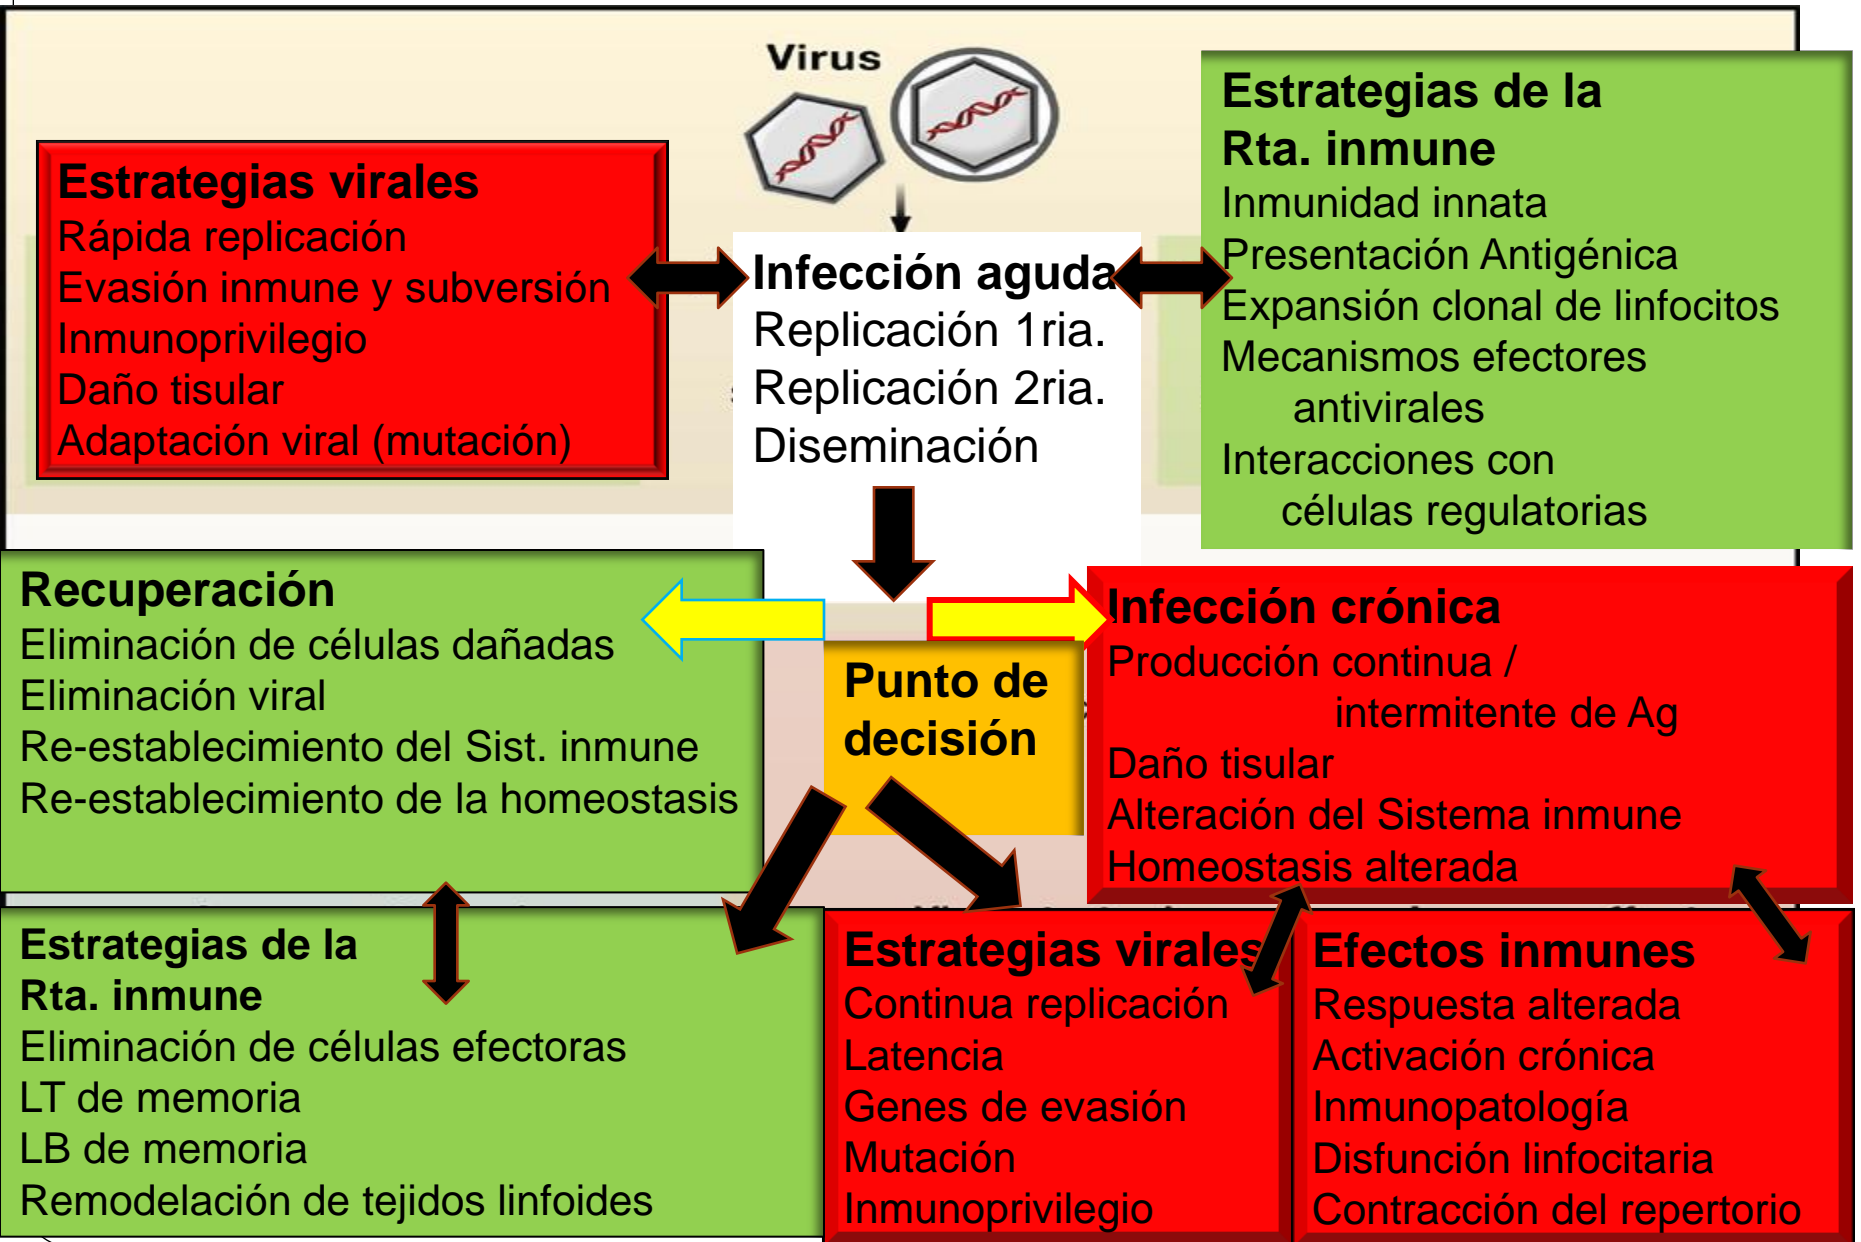 Virus
Estrategias virales
Rápida replicación
Evasión inmune y subversión
Inmunoprivilegio
Daño tisular
Adaptación viral (mutación)
Infección aguda
Replicación 1ria.
Replicación 2ria.
Diseminación
Estrategias de la
Rta. inmune
Inmunidad innata
Presentación Antigénica
Expansión clonal de linfocitos
Mecanismos efectores
antivirales
Interacciones con
células regulatorias
Recuperación
Eliminación de células dañadas
Eliminación viral
Re-establecimiento del Sist. inmune
Re-establecimiento de la homeostasis
Punto de
decisión
Infección crónica
Producción continua /
intermitente de Ag
Daño tisular
Alteración del Sistema inmune
Homeostasis alterada
Estrategias de la
Rta. inmune
Eliminación de células efectoras
LT de memoria
LB de memoria
Remodelación de tejidos linfoides
Estrategias virales
Continua replicación
Latencia
Genes de evasión
Mutación
Inmunoprivilegio
Efectos inmunes
Respuesta alterada
Activación crónica
Inmunopatología
Disfunción linfocitaria
Contracción del repertorio